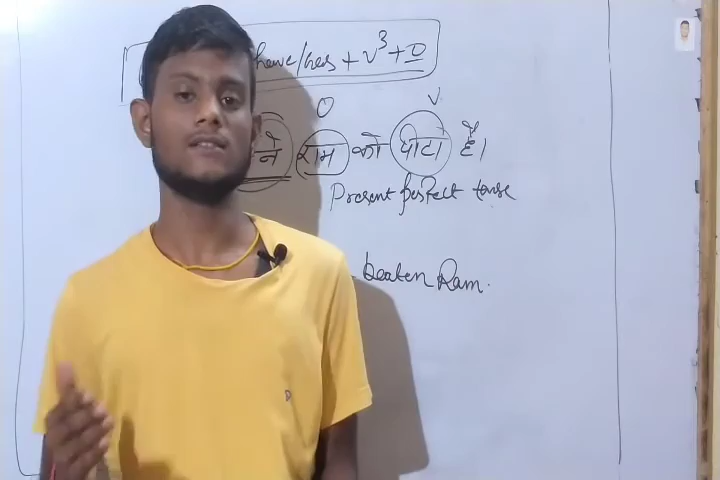 have/has + V³ + O
O V
ने राम को पीटा है।
Present perfect tense
beaten Ram.